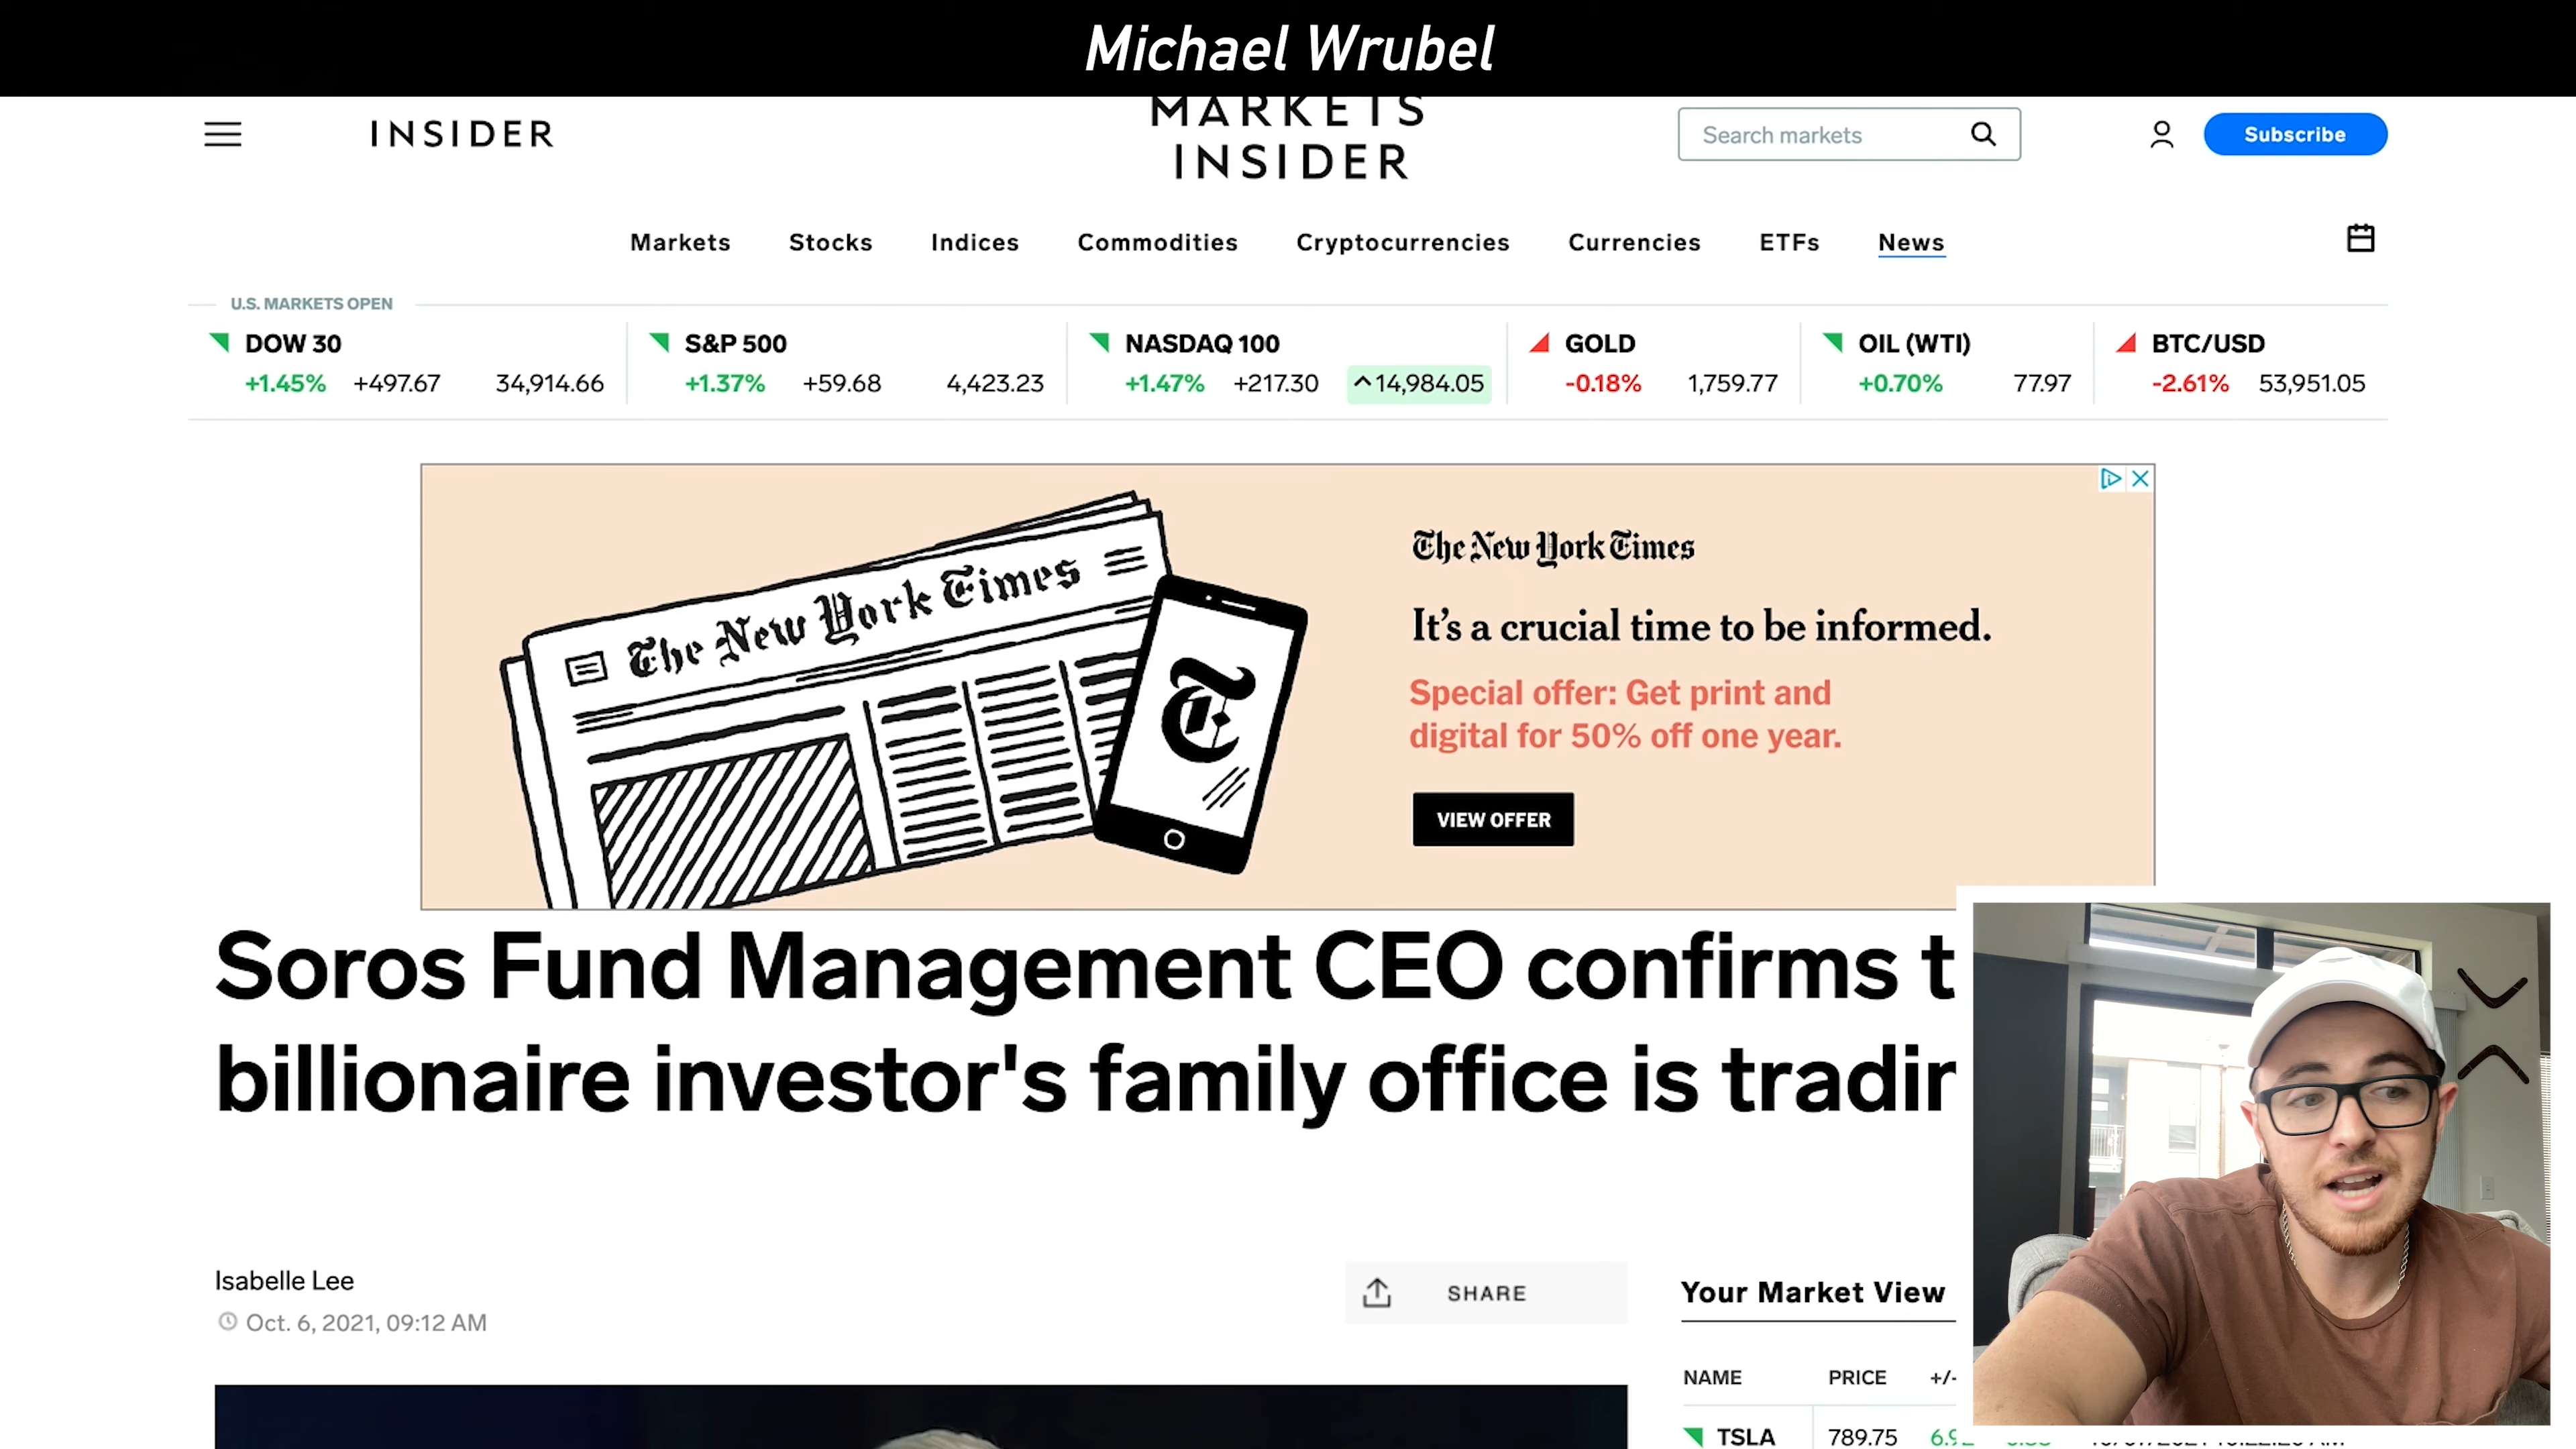 Michael Wrubel
MARKETS
INSIDER
INSIDER
Search markets
Subscribe
Markets Stocks Indices Commodities Cryptocurrencies Currencies ETFs News
U.S. MARKETS OPEN
DOW 30
+1.45% +497.67 34,914.66
S&P 500
+1.37% +59.68 4,423.23
NASDAQ 100
+1.47% +217.30 14,984.05
GOLD
-0.18% 1,759.77
OIL (WTI)
+0.70% 77.97
BTC/USD
-2.61% 53,951.05
The New York Times
T
The New York Times
It's a crucial time to be informed.
Special offer: Get print and
digital for 50% off one year.
VIEW OFFER
Soros Fund Management CEO confirms t
billionaire investor's family office is tradin
Isabelle Lee
Oct. 6, 2021, 09:12 AM
SHARE
Your Market View
NAME PRICE +/-
TSLA 789.75